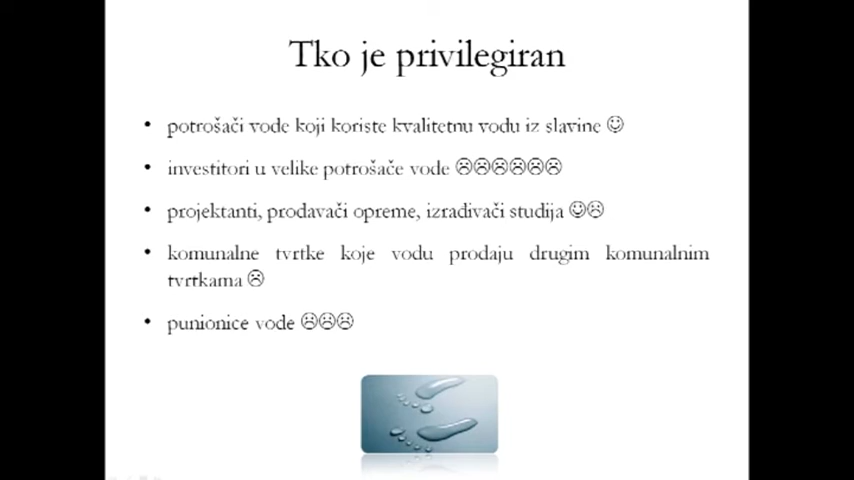 Tko je privilegiran
• potrošači vode koji koriste kvalitetnu vodu iz slavine ☺
• investitori u velike potrošače vode ☹☹☹☹☹☹
• projektanti, prodavači opreme, izrađivači studija ☺☹
• komunalne tvrtke koje vodu prodaju drugim komunalnim
tvrtkama ☹
• punionice vode ☹☹☹